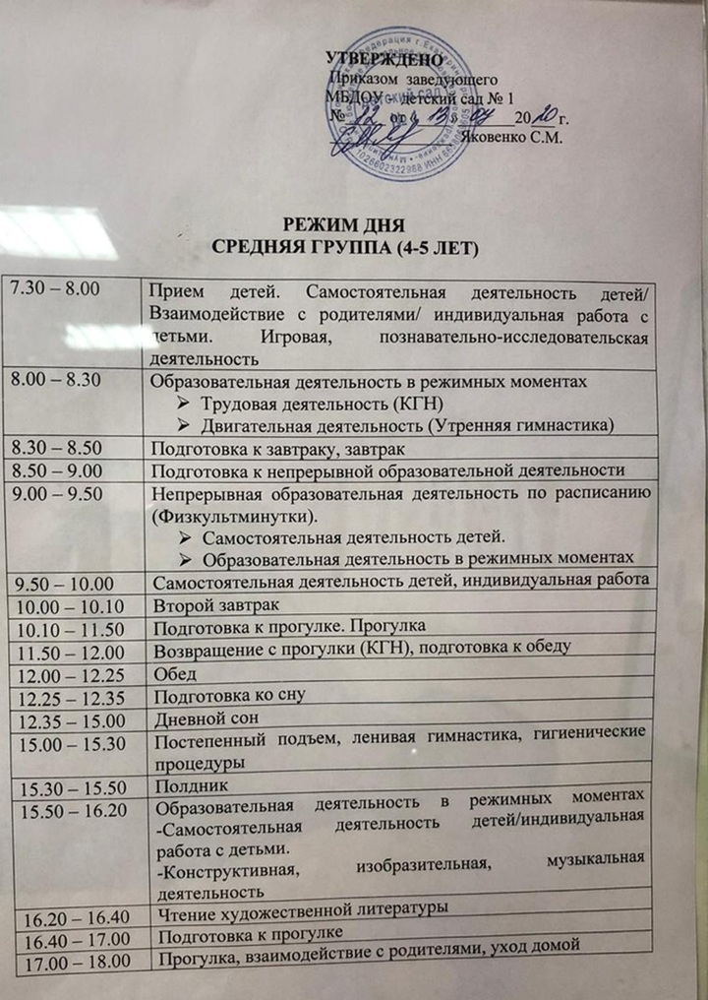 УТВЕРЖДЕНО
Приказом заведующего
МБДОУ - детский сад № 1
№ 12 от « 13 » 04 2020 г.
Яковенко С.М.
РЕЖИМ ДНЯ
СРЕДНЯЯ ГРУППА (4-5 ЛЕТ)
7.30 – 8.00 Прием детей. Самостоятельная деятельность детей/
Взаимодействие с родителями/ индивидуальная работа с
детьми. Игровая, познавательно-исследовательская
деятельность
8.00 – 8.30 Образовательная деятельность в режимных моментах
➢ Трудовая деятельность (КГН)
➢ Двигательная деятельность (Утренняя гимнастика)
8.30 – 8.50 Подготовка к завтраку, завтрак
8.50 – 9.00 Подготовка к непрерывной образовательной деятельности
9.00 – 9.50 Непрерывная образовательная деятельность по расписанию
(Физкультминутки).
➢ Самостоятельная деятельность детей.
➢ Образовательная деятельность в режимных моментах
9.50 – 10.00 Самостоятельная деятельность детей, индивидуальная работа
10.00 – 10.10 Второй завтрак
10.10 – 11.50 Подготовка к прогулке. Прогулка
11.50 – 12.00 Возвращение с прогулки (КГН), подготовка к обеду
12.00 – 12.25 Обед
12.25 – 12.35 Подготовка ко сну
12.35 – 15.00 Дневной сон
15.00 – 15.30 Постепенный подъем, ленивая гимнастика, гигиенические
процедуры
15.30 – 15.50 Полдник
15.50 – 16.20 Образовательная деятельность в режимных моментах
-Самостоятельная деятельность детей/индивидуальная
работа с детьми.
-Конструктивная, изобразительная, музыкальная
деятельность
16.20 – 16.40 Чтение художественной литературы
16.40 – 17.00 Подготовка к прогулке
17.00 – 18.00 Прогулка, взаимодействие с родителями, уход домой